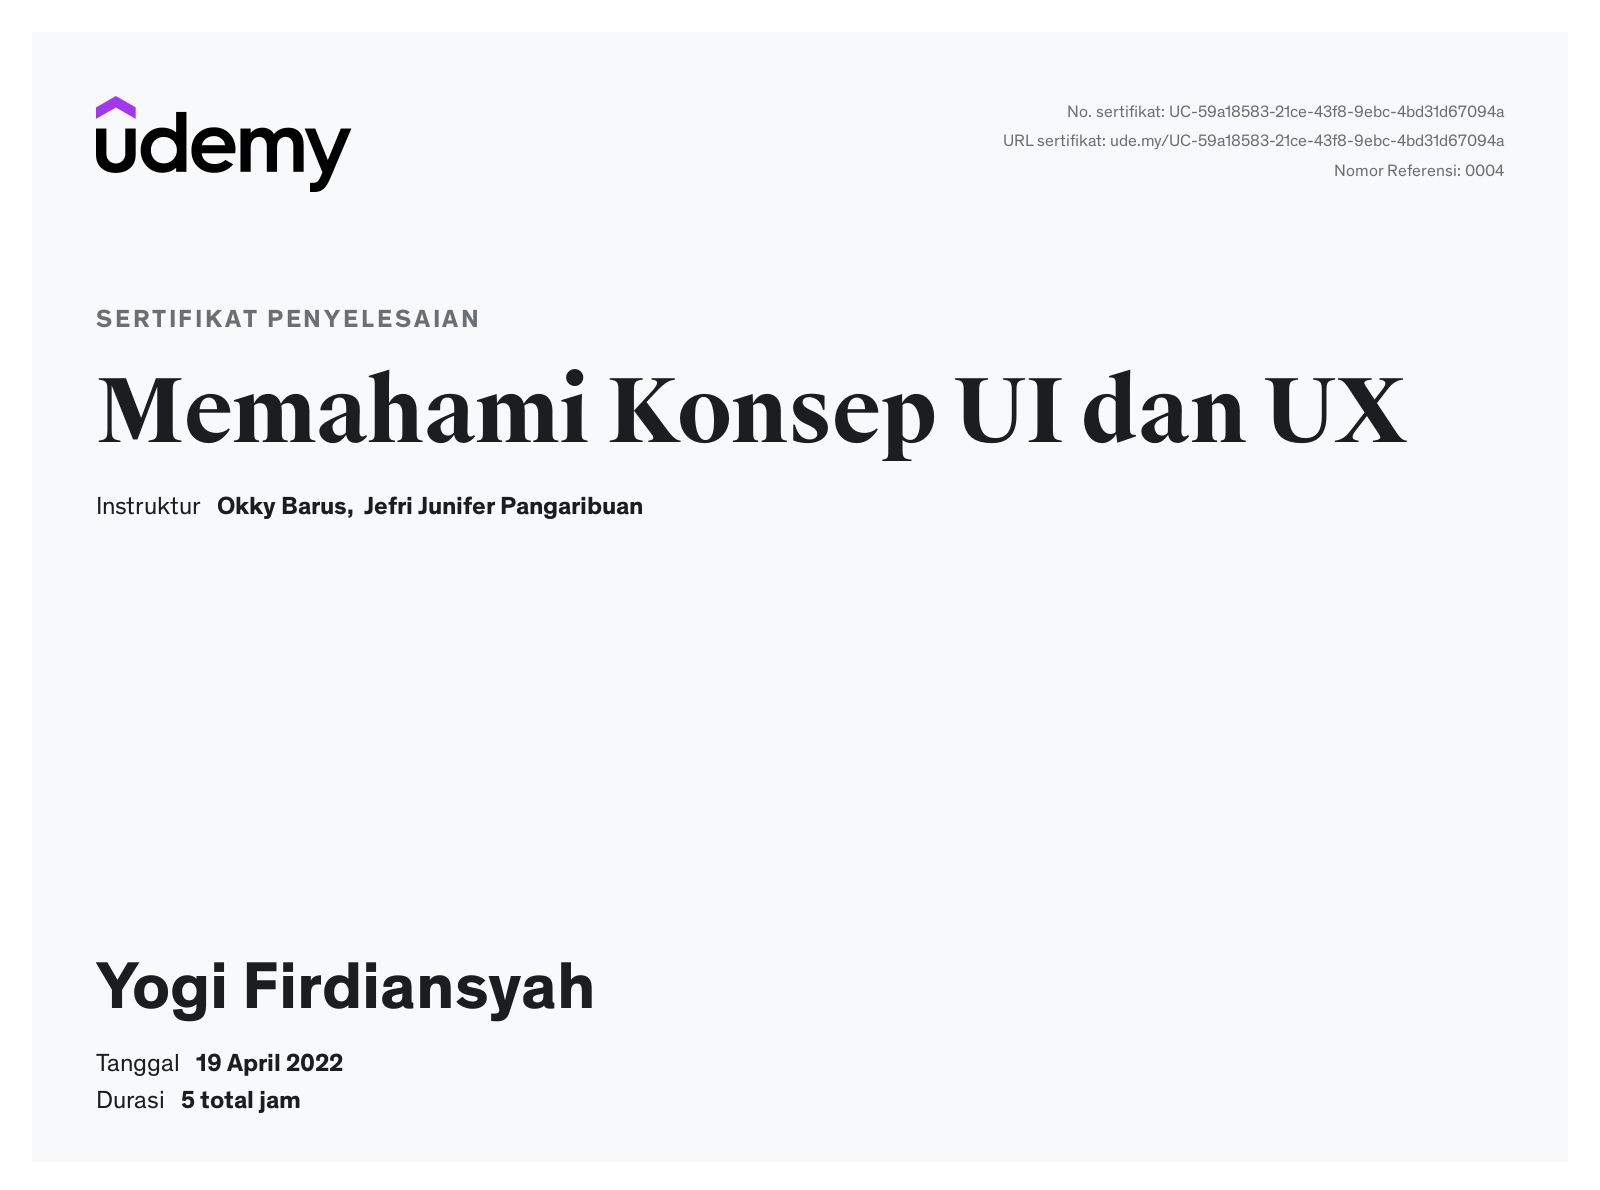 udemy
No. sertifikat: UC-59a18583-21ce-43f8-9ebc-4bd31d67094a
URL sertifikat: ude.my/UC-59a18583-21ce-43f8-9ebc-4bd31d67094a
Nomor Referensi: 0004
SERTIFIKAT PENYELESAIAN
Memahami Konsep UI dan UX
Instruktur Okky Barus, Jefri Junifer Pangaribuan
Yogi Firdiansyah
Tanggal 19 April 2022
Durasi 5 total jam